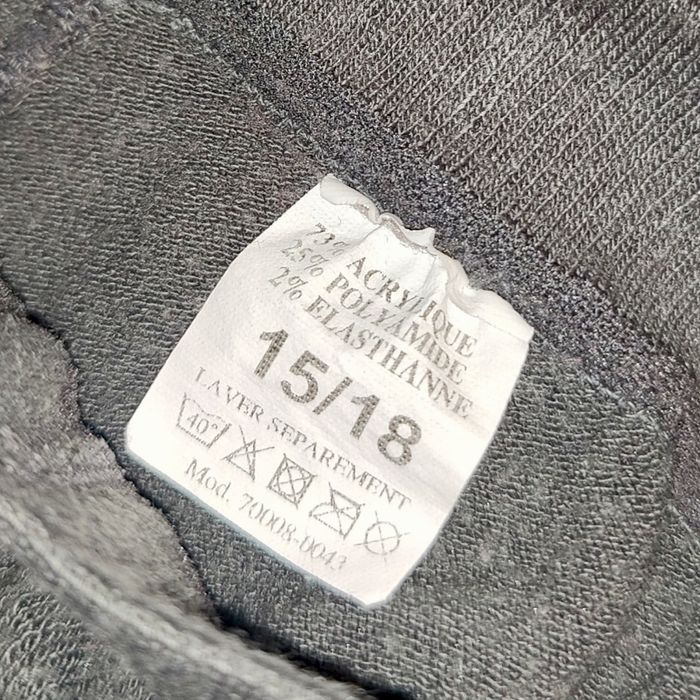 73% ACRYLIQUE
25% POLYAMIDE
2% ELASTHANNE
15/18
LAVER SEPAREMENT
40°
Mod. 70008-0043